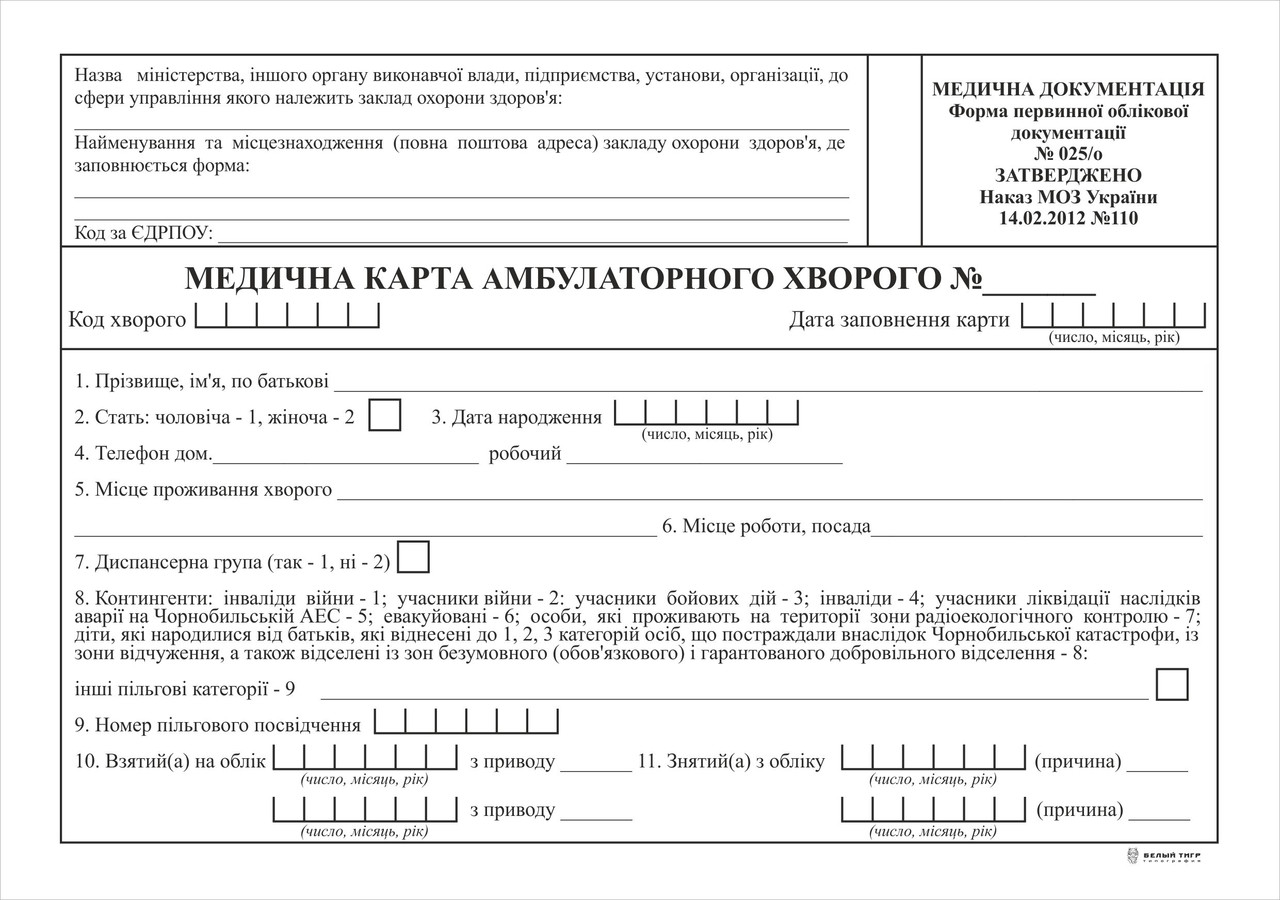 Назва міністерства, іншого органу виконавчої влади, підприємства, установи, організації, до
сфери управління якого належить заклад охорони здоров'я:
Найменування та місцезнаходження (повна поштова адреса) закладу охорони здоров'я, де
заповнюється форма:
Код за ЄДРПОУ:
МЕДИЧНА ДОКУМЕНТАЦІЯ
Форма первинної облікової
документації
№ 025/о
ЗАТВЕРДЖЕНО
Наказ МОЗ України
14.02.2012 №110
МЕДИЧНА КАРТА АМБУЛАТОРНОГО ХВОРОГО №
Код хворого Дата заповнення карти
(число, місяць, рік)
1. Прізвище, ім'я, по батькові
2. Стать: чоловіча - 1, жіноча - 2 3. Дата народження
(число, місяць, рік)
4. Телефон дом. робочий
5. Місце проживання хворого
6. Місце роботи, посада
7. Диспансерна група (так - 1, ні - 2)
8. Контингенти: інваліди війни - 1; учасники війни - 2: учасники бойових дій - 3; інваліди - 4; учасники ліквідації наслідків
аварії на Чорнобильській АЕС - 5; евакуйовані - 6; особи, які проживають на території зони радіоекологічного контролю - 7;
діти, які народилися від батьків, які віднесені до 1, 2, 3 категорій осіб, що постраждали внаслідок Чорнобильської катастрофи, із
зони відчуження, а також відселені із зон безумовного (обов'язкового) і гарантованого добровільного відселення - 8:
інші пільгові категорії - 9
9. Номер пільгового посвідчення
10. Взятий(а) на облік з приводу 11. Знятий(а) з обліку (причина)
(число, місяць, рік) (число, місяць, рік)
з приводу (причина)
(число, місяць, рік) (число, місяць, рік)
БЕЛЫЙ ТИГР
типография